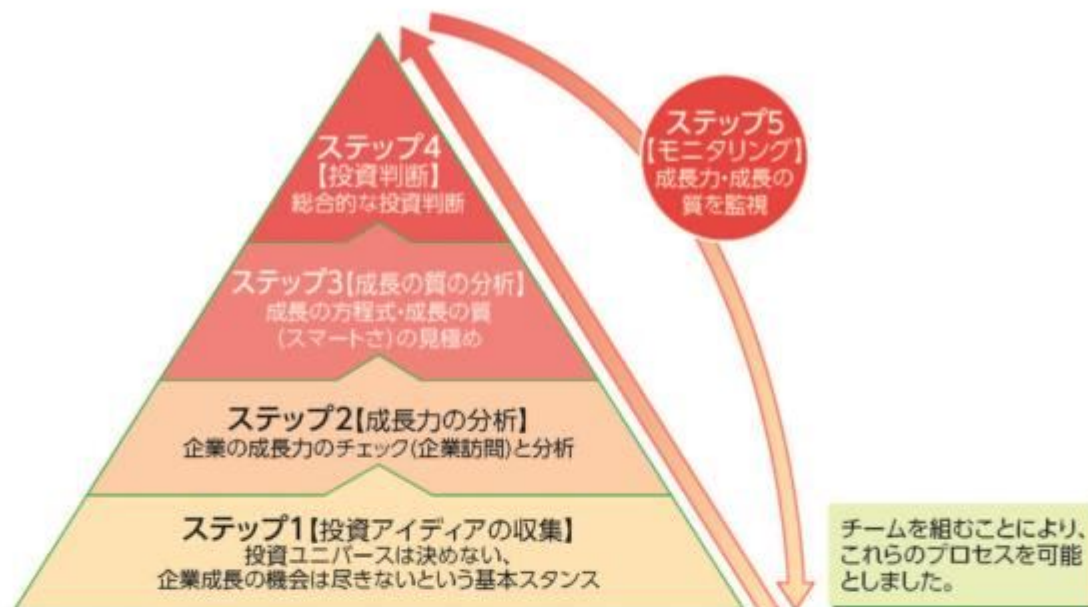 ステップ4
【投資判断】
総合的な投資判断
ステップ5
【モニタリング】
成長力・成長の
質を監視
ステップ3【成長の質の分析】
成長の方程式・成長の質
(スマートさ)の見極め
ステップ2【成長力の分析】
企業の成長力のチェック(企業訪問)と分析
ステップ1【投資アイディアの収集】
投資ユニバースは決めない、
企業成長の機会は尽きないという基本スタンス
チームを組むことにより、
これらのプロセスを可能
としました。